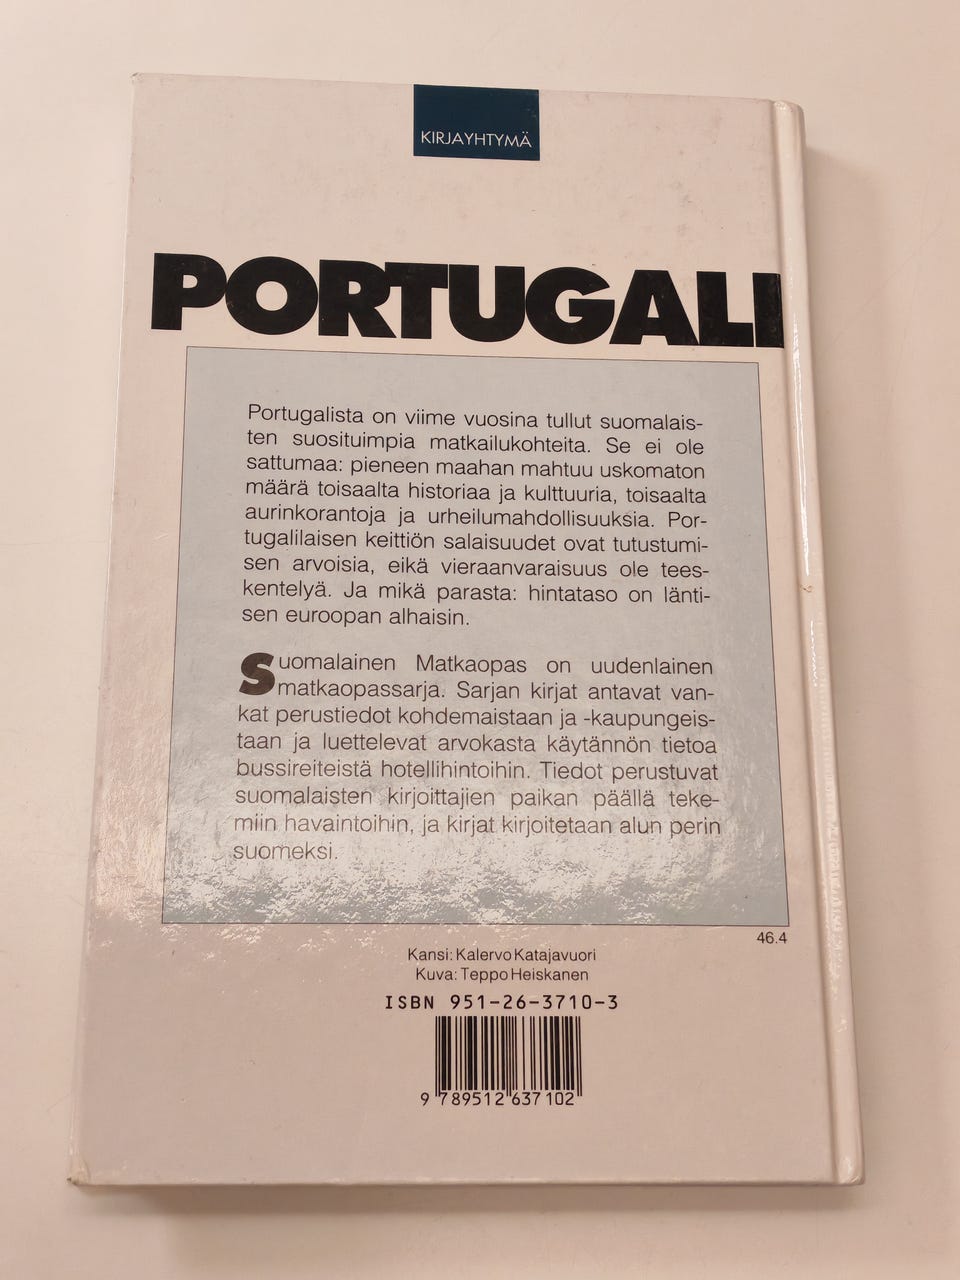 KIRJAYHTYMÄ
PORTUGALI
Portugalista on viime vuosina tullut suomalais-
ten suosituimpia matkailukohteita. Se ei ole
sattumaa: pieneen maahan mahtuu uskomaton
määrä toisaalta historiaa ja kulttuuria, toisaalta
aurinkorantoja ja urheilumahdollisuuksia. Por-
tugalilaisen keittiön salaisuudet ovat tutustumi-
sen arvoisia, eikä vieraanvaraisuus ole tees-
kentelyä. Ja mikä parasta: hintataso on länti-
sen euroopan alhaisin.
Suomalainen Matkaopas on uudenlainen
matkaopassarja. Sarjan kirjat antavat van-
kat perustiedot kohdemaistaan ja -kaupungeis-
taan ja luettelevat arvokasta käytännön tietoa
bussireiteistä hotellihintoihin. Tiedot perustuvat
suomalaisten kirjoittajien paikan päällä teke-
miin havaintoihin, ja kirjat kirjoitetaan alun perin
suomeksi.
46.4
Kansi: Kalervo Katajavuori
Kuva: Teppo Heiskanen
ISBN 951-26-3710-3
9 789512 637102